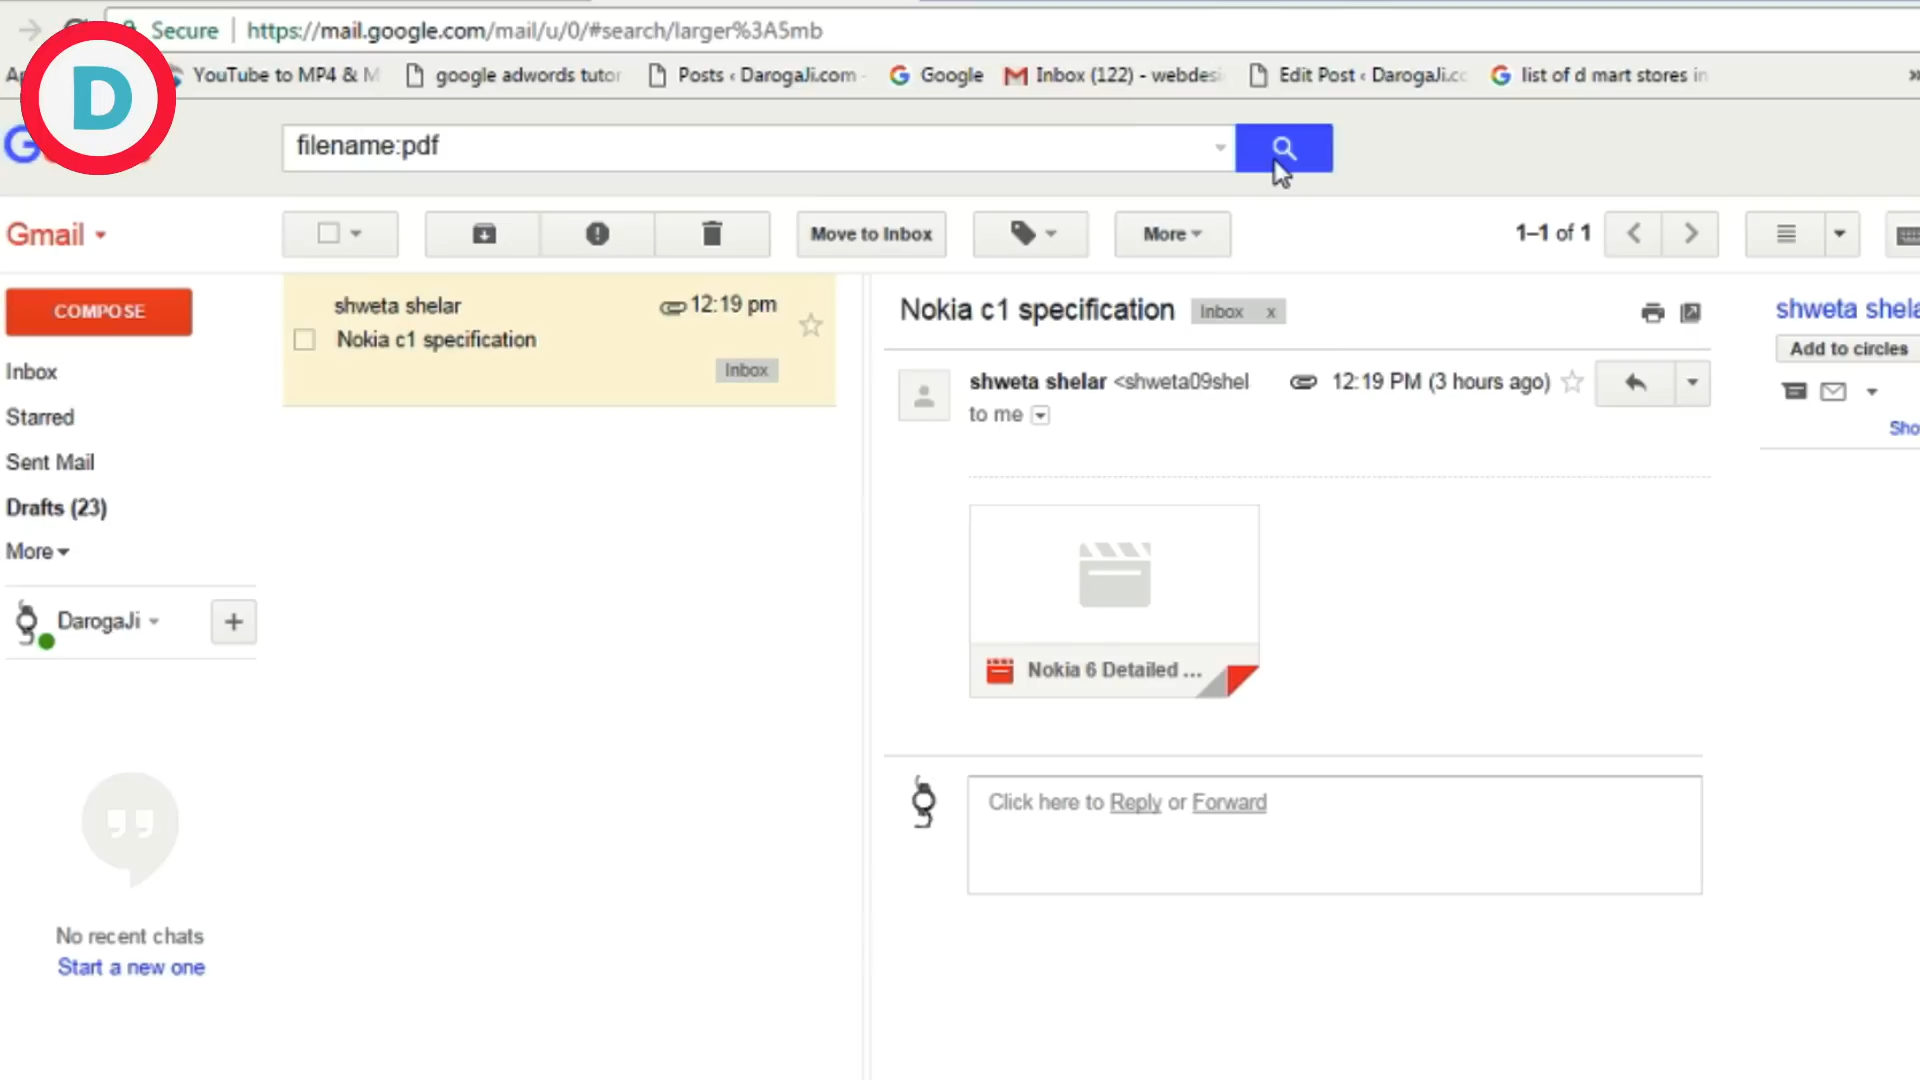 Secure | https://mail.google.com/mail/u/0/#search/larger%3A5mb
YouTube to MP4 & M
google adwords tutor
Posts ‹ DarogaJi.com -
Google
Inbox (122) - webdesi
Edit Post ‹ DarogaJi.co
list of d mart stores in
»
D
filename:pdf
Gmail
Move to Inbox
More
1–1 of 1
COMPOSE
Inbox
Starred
Sent Mail
Drafts (23)
More
DarogaJi
+
No recent chats
Start a new one
shweta shelar
12:19 pm
Nokia c1 specification
Inbox
Nokia c1 specification
Inbox x
shweta shelar <shweta09shel
12:19 PM (3 hours ago)
to me
Nokia 6 Detailed ...
Click here to Reply or Forward
shweta shela
Add to circles
Sho